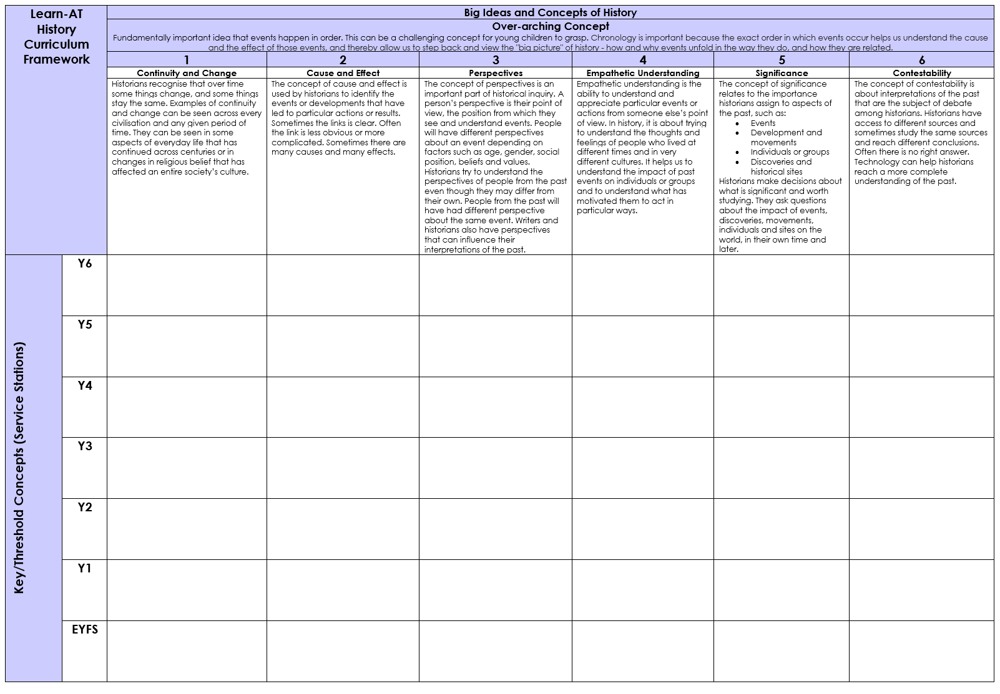 Learn-AT
History
Curriculum
Framework
Big Ideas and Concepts of History
Over-arching Concept
Fundamentally important idea that events happen in order. This can be a challenging concept for young children to grasp. Chronology is important because the exact order in which events occur helps us understand the cause
and the effect of those events, and thereby allow us to step back and view the "big picture" of history - how and why events unfold in the way they do, and how they are related.
1
2
3
4
5
6
Continuity and Change
Cause and Effect
Perspectives
Empathetic Understanding
Significance
Contestability
Historians recognise that over time
some things change, and some things
stay the same. Examples of continuity
and change can be seen across every
civilisation and any given period of
time. They can be seen in some
aspects of everyday life that has
continued across centuries or in
changes in religious belief that has
affected an entire society's culture.
The concept of cause and effect is
used by historians to identify the
events or developments that have
led to particular actions or results.
Sometimes the links is clear. Often
the link is less obvious or more
complicated. Sometimes there are
many causes and many effects.
The concept of perspectives is an
important part of historical inquiry. A
person's perspective is their point of
view, the position from which they
see and understand events. People
will have different perspectives
about an event depending on
factors such as age, gender, social
position, beliefs and values.
Historians try to understand the
perspectives of people from the past
even though they may differ from
their own. People from the past will
have had different perspective
about the same event. Writers and
historians also have perspectives
that can influence their
interpretations of the past.
Empathetic understanding is the
ability to understand and
appreciate particular events or
actions from someone else's point
of view. In history, it is about trying
to understand the thoughts and
feelings of people who lived at
different times and in very
different cultures. It helps us to
understand the impact of past
events on individuals or groups
and to understand what has
motivated them to act in
particular ways.
The concept of significance
relates to the importance
historians assign to aspects of
the past, such as:
• Events
• Development and
movements
• Individuals or groups
• Discoveries and
historical sites
Historians make decisions about
what is significant and worth
studying. They ask questions
about the impact of events,
discoveries, movements,
individuals and sites on the
world, in their own time and
later.
The concept of contestability is
about interpretations of the past
that are the subject of debate
among historians. Historians have
access to different sources and
sometimes study the same sources
and reach different conclusions.
Often there is no right answer.
Technology can help historians
reach a more complete
understanding of the past.
Key/Threshold Concepts (Service Stations)
Y6
Y5
Y4
Y3
Y2
Y1
EYFS